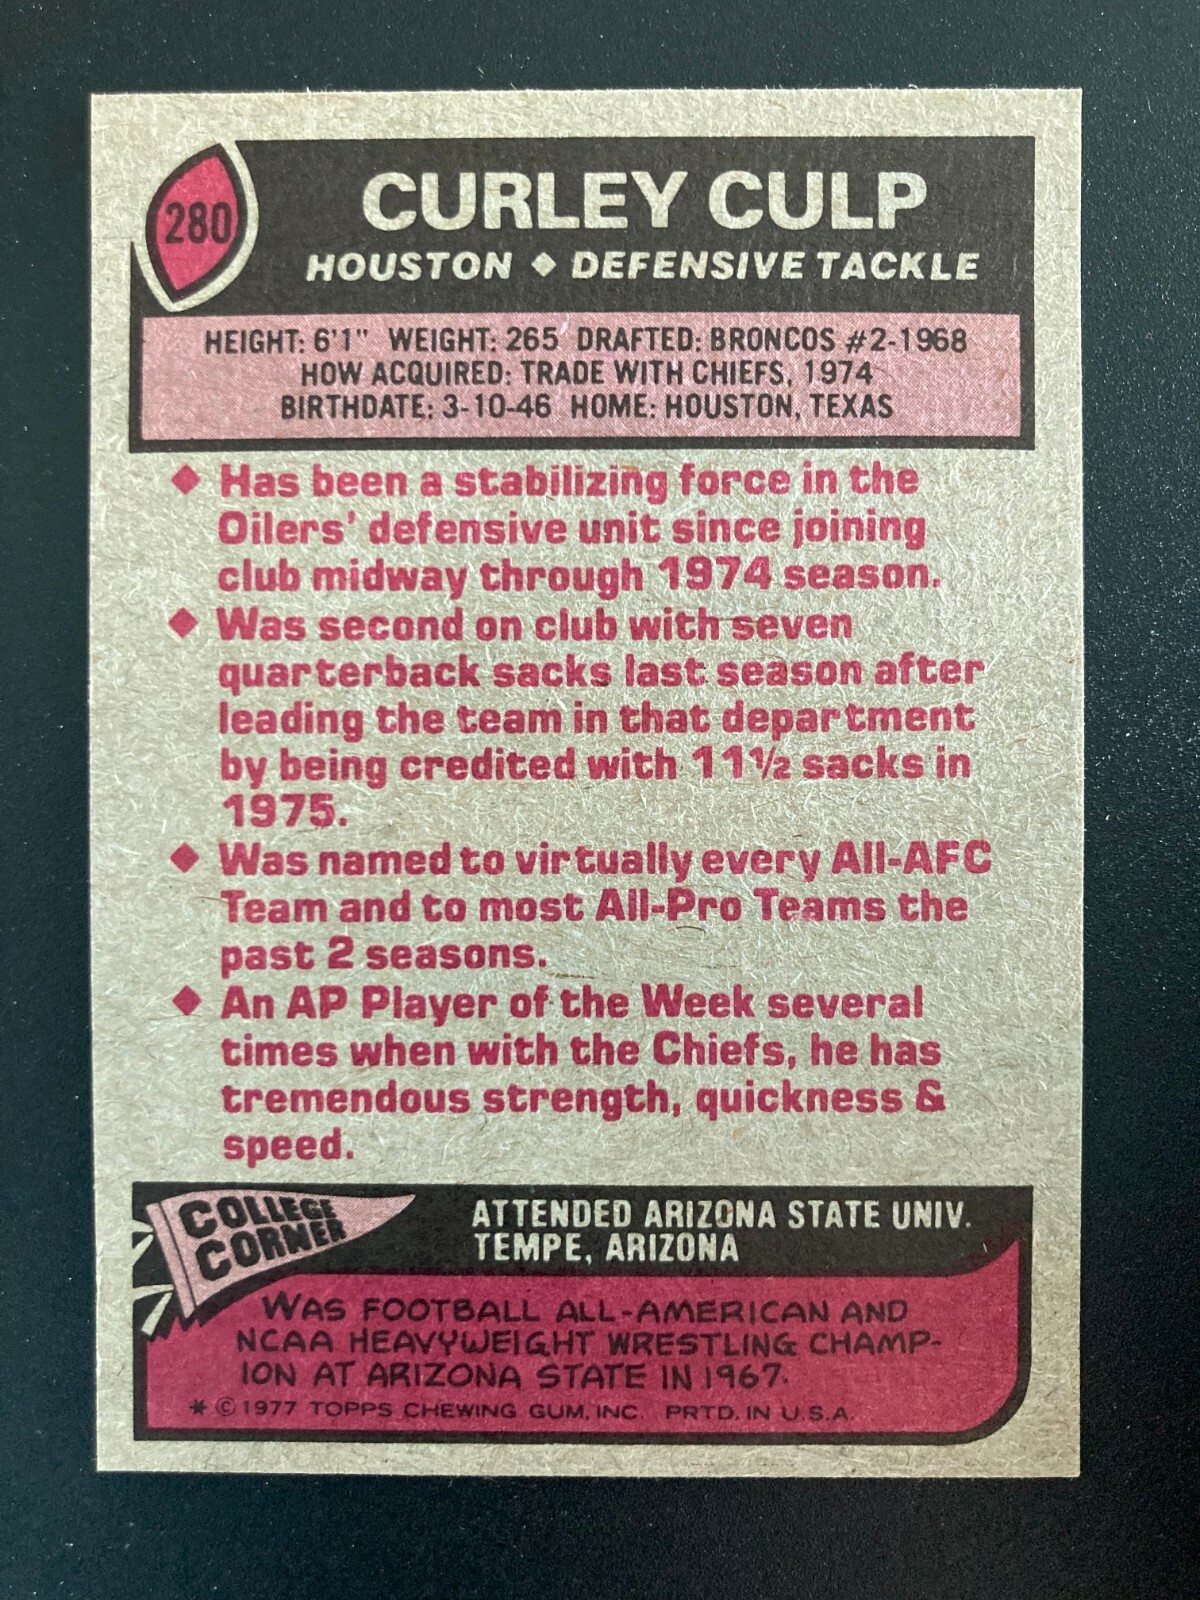 280
CURLEY CULP
HOUSTON ◆ DEFENSIVE TACKLE
HEIGHT: 6'1" WEIGHT: 265 DRAFTED: BRONCOS #2-1968
HOW ACQUIRED: TRADE WITH CHIEFS, 1974
BIRTHDATE: 3-10-46 HOME: HOUSTON, TEXAS
◆ Has been a stabilizing force in the
Oilers' defensive unit since joining
club midway through 1974 season.
◆ Was second on club with seven
quarterback sacks last season after
leading the team in that department
by being credited with 11½ sacks in
1975.
◆ Was named to virtually every All-AFC
Team and to most All-Pro Teams the
past 2 seasons.
◆ An AP Player of the Week several
times when with the Chiefs, he has
tremendous strength, quickness &
speed.
COLLEGE
CORNER
ATTENDED ARIZONA STATE UNIV.
TEMPE, ARIZONA
WAS FOOTBALL ALL-AMERICAN AND
NCAA HEAVYWEIGHT WRESTLING CHAMP-
ION AT ARIZONA STATE IN 1967.
* © 1977 TOPPS CHEWING GUM, INC. PRTD. IN U.S.A.